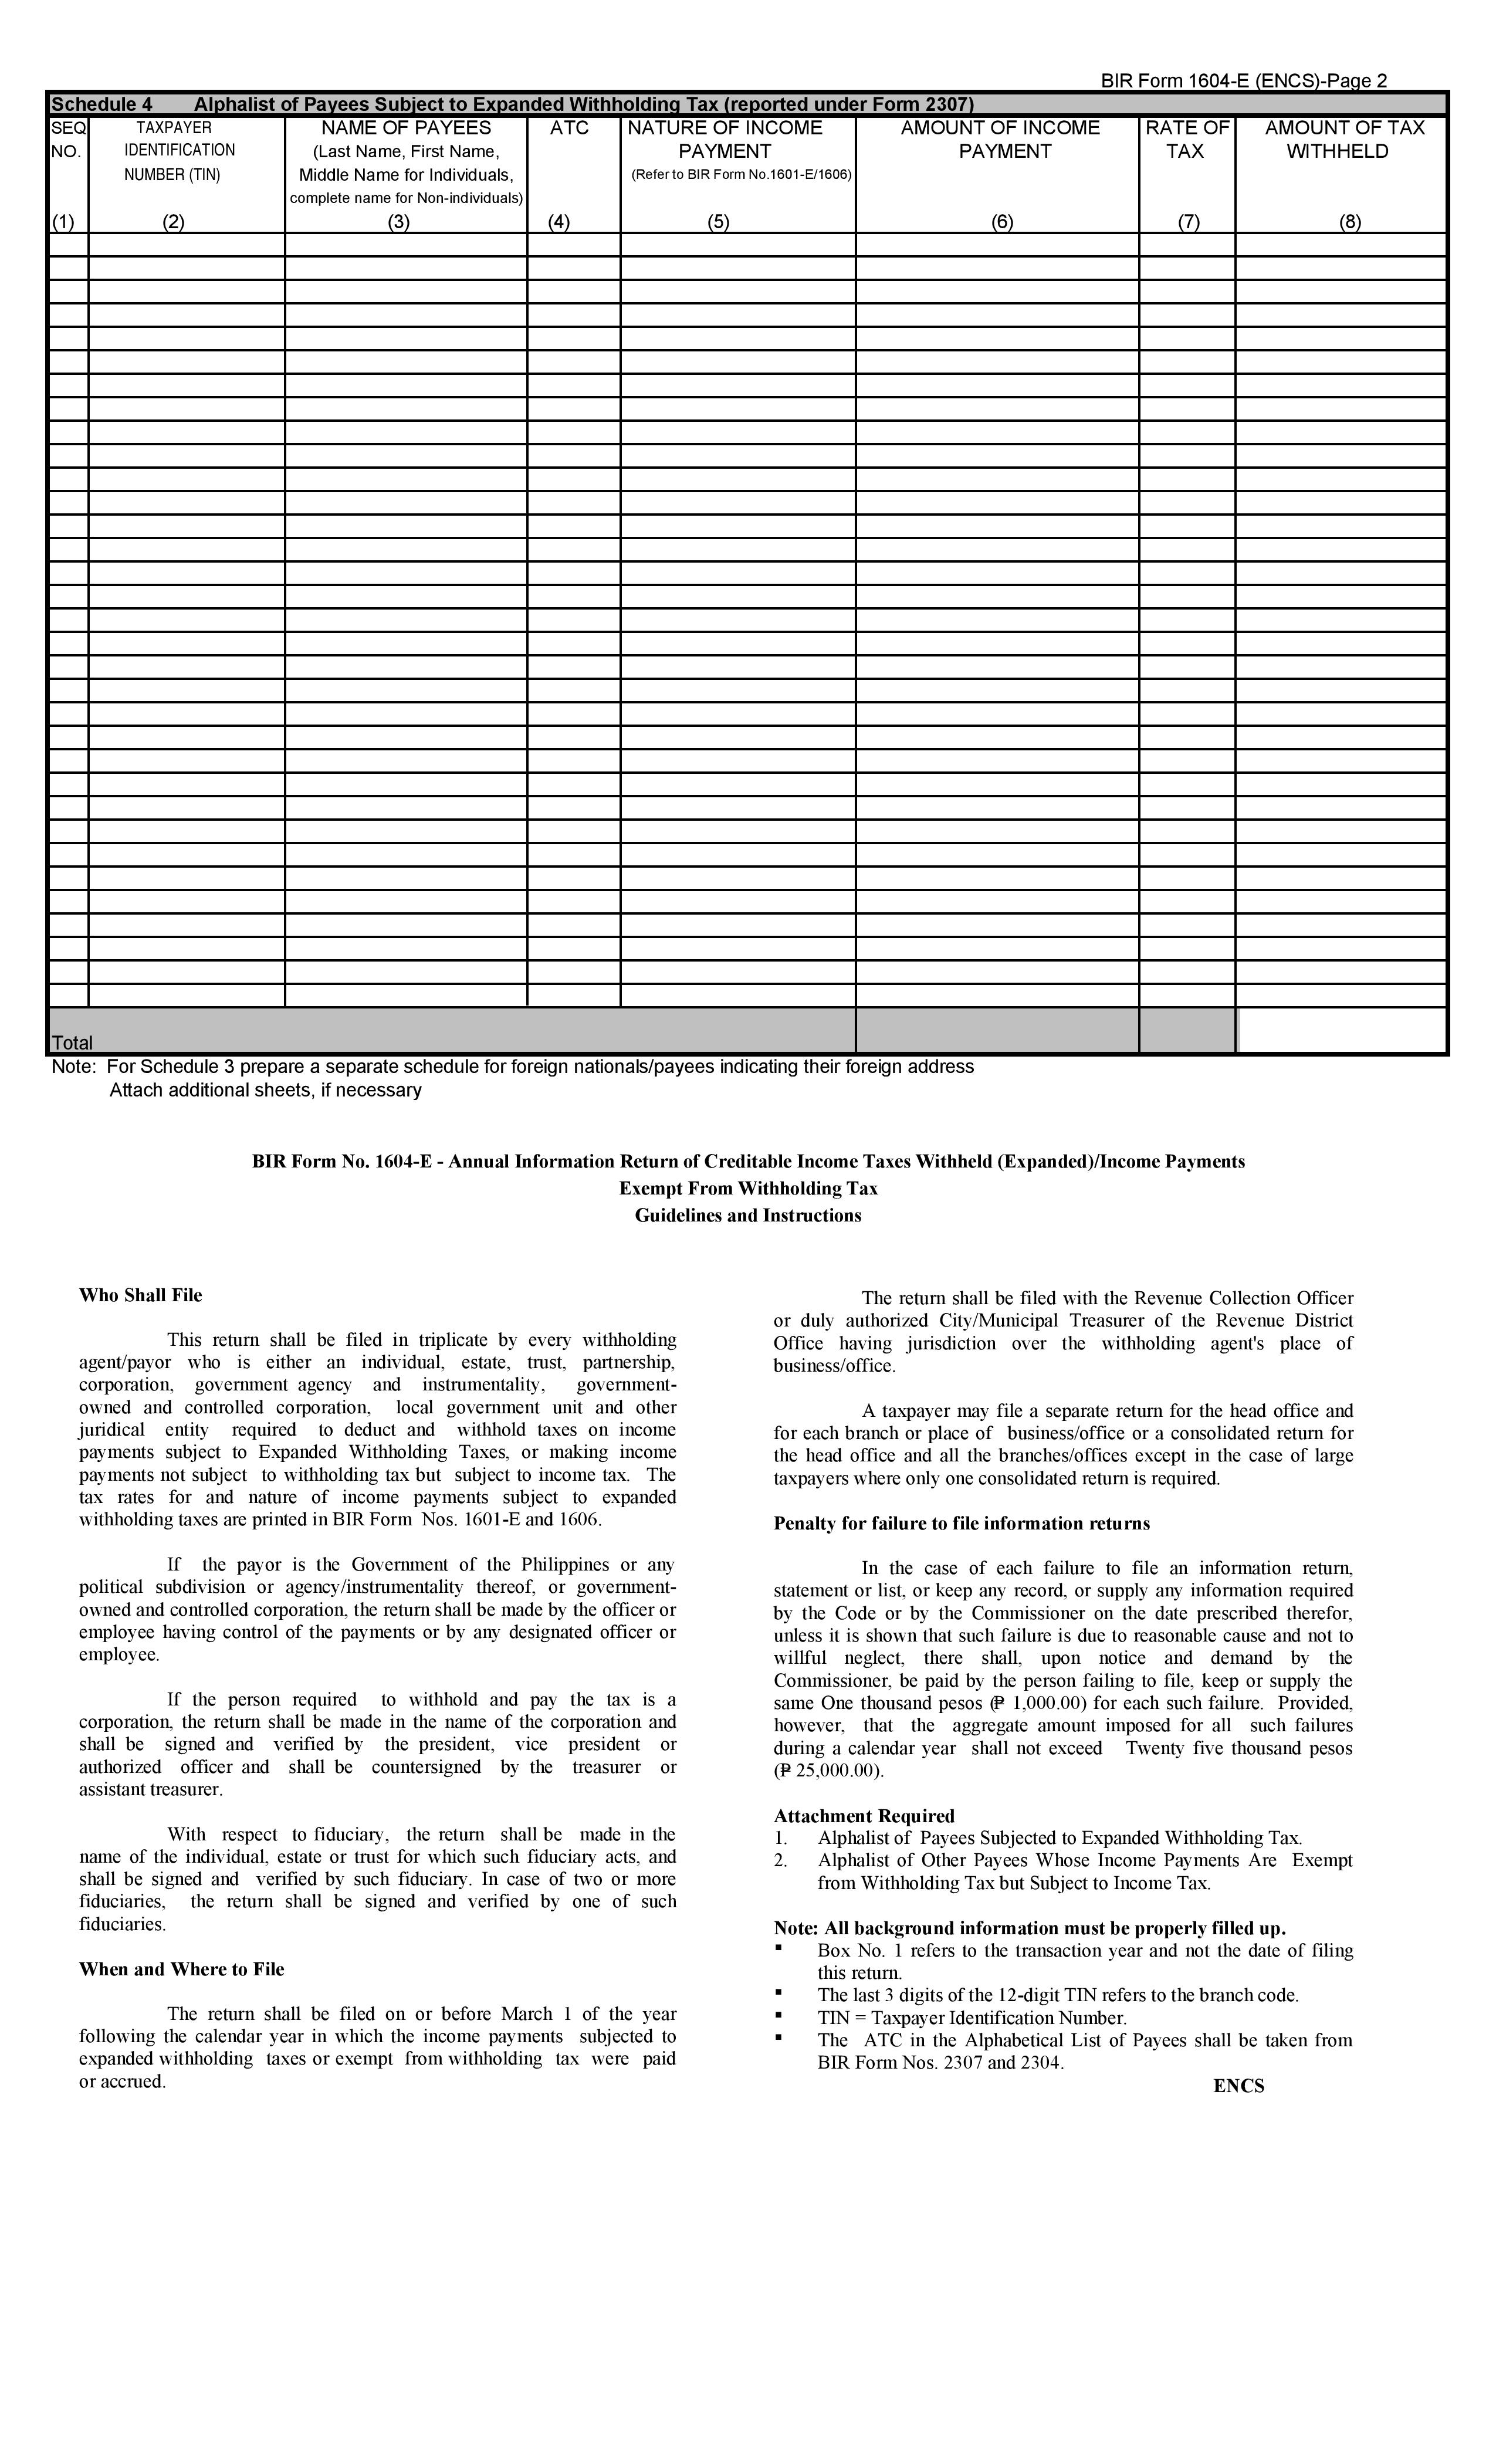 BIR Form 1604-E (ENCS)-Page 2
Schedule 4 Alphalist of Payees Subject to Expanded Withholding Tax (reported under Form 2307)
SEQ NO. (1)
TAXPAYER IDENTIFICATION NUMBER (TIN) (2)
NAME OF PAYEES
(Last Name, First Name,
Middle Name for Individuals,
complete name for Non-individuals)
(3)
ATC
(4)
NATURE OF INCOME
PAYMENT
(Refer to BIR Form No.1601-E/1606)
(5)
AMOUNT OF INCOME
PAYMENT
(6)
RATE OF
TAX
(7)
AMOUNT OF TAX
WITHHELD
(8)
Total
Note: For Schedule 3 prepare a separate schedule for foreign nationals/payees indicating their foreign address
Attach additional sheets, if necessary
BIR Form No. 1604-E - Annual Information Return of Creditable Income Taxes Withheld (Expanded)/Income Payments
Exempt From Withholding Tax
Guidelines and Instructions
Who Shall File
This return shall be filed in triplicate by every withholding
agent/payor who is either an individual, estate, trust, partnership,
corporation, government agency and instrumentality, government-
owned and controlled corporation, local government unit and other
juridical entity required to deduct and withhold taxes on income
payments subject to Expanded Withholding Taxes, or making income
payments not subject to withholding tax but subject to income tax. The
tax rates for and nature of income payments subject to expanded
withholding taxes are printed in BIR Form Nos. 1601-E and 1606.
If the payor is the Government of the Philippines or any
political subdivision or agency/instrumentality thereof, or government-
owned and controlled corporation, the return shall be made by the officer or
employee having control of the payments or by any designated officer or
employee.
If the person required to withhold and pay the tax is a
corporation, the return shall be made in the name of the corporation and
shall be signed and verified by the president, vice president or
authorized officer and shall be countersigned by the treasurer or
assistant treasurer.
With respect to fiduciary, the return shall be made in the
name of the individual, estate or trust for which such fiduciary acts, and
shall be signed and verified by such fiduciary. In case of two or more
fiduciaries, the return shall be signed and verified by one of such
fiduciaries.
When and Where to File
The return shall be filed on or before March 1 of the year
following the calendar year in which the income payments subjected to
expanded withholding taxes or exempt from withholding tax were paid
or accrued.
The return shall be filed with the Revenue Collection Officer
or duly authorized City/Municipal Treasurer of the Revenue District
Office having jurisdiction over the withholding agent's place of
business/office.
A taxpayer may file a separate return for the head office and
for each branch or place of business/office or a consolidated return for
the head office and all the branches/offices except in the case of large
taxpayers where only one consolidated return is required.
Penalty for failure to file information returns
In the case of each failure to file an information return,
statement or list, or keep any record, or supply any information required
by the Code or by the Commissioner on the date prescribed therefor,
unless it is shown that such failure is due to reasonable cause and not to
willful neglect, there shall, upon notice and demand by the
Commissioner, be paid by the person failing to file, keep or supply the
same One thousand pesos (₱ 1,000.00) for each such failure. Provided,
however, that the aggregate amount imposed for all such failures
during a calendar year shall not exceed Twenty five thousand pesos
(₱ 25,000.00).
Attachment Required
1. Alphalist of Payees Subjected to Expanded Withholding Tax.
2. Alphalist of Other Payees Whose Income Payments Are Exempt
from Withholding Tax but Subject to Income Tax.
Note: All background information must be properly filled up.
▪ Box No. 1 refers to the transaction year and not the date of filing
this return.
▪ The last 3 digits of the 12-digit TIN refers to the branch code.
▪ TIN = Taxpayer Identification Number.
▪ The ATC in the Alphabetical List of Payees shall be taken from
BIR Form Nos. 2307 and 2304.
ENCS